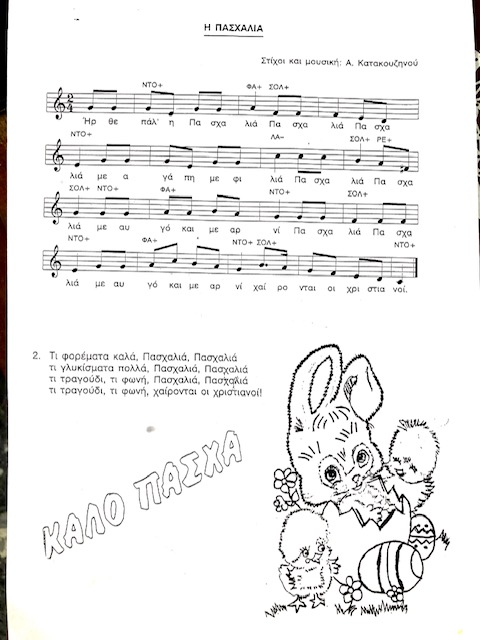 Η ΠΑΣΧΑΛΙΑ
Στίχοι και μουσική: Α. Κατακουζηνού
ΝΤΟ+ ΦΑ+ ΣΟΛ+
2 4
Ήρ θε πάλ' η Πα σχα λιά Πα σχα λιά Πα σχα
ΝΤΟ+ ΛΑ- ΣΟΛ+ ΡΕ+
λιά με α γά πη με φι λιά Πα σχα λιά Πα σχα
ΣΟΛ+ ΝΤΟ+ ΦΑ+ ΝΤΟ+ ΣΟΛ+
λιά με αυ γό και με αρ νί Πα σχα λιά Πα σχα
ΝΤΟ+ ΦΑ+ ΝΤΟ+ ΣΟΛ+ ΝΤΟ+
λιά με αυ γό και με αρ νί χαί ρο νται οι χρι στια νοί.
2. Τι φορέματα καλά, Πασχαλιά, Πασχαλιά
τι γλυκίσματα πολλά, Πασχαλιά, Πασχαλιά
τι τραγούδι, τι φωνή, Πασχαλιά, Πασχαλιά
τι τραγούδι, τι φωνή, χαίρονται οι χριστιανοί!
ΚΑΛΟ ΠΑΣΧΑ